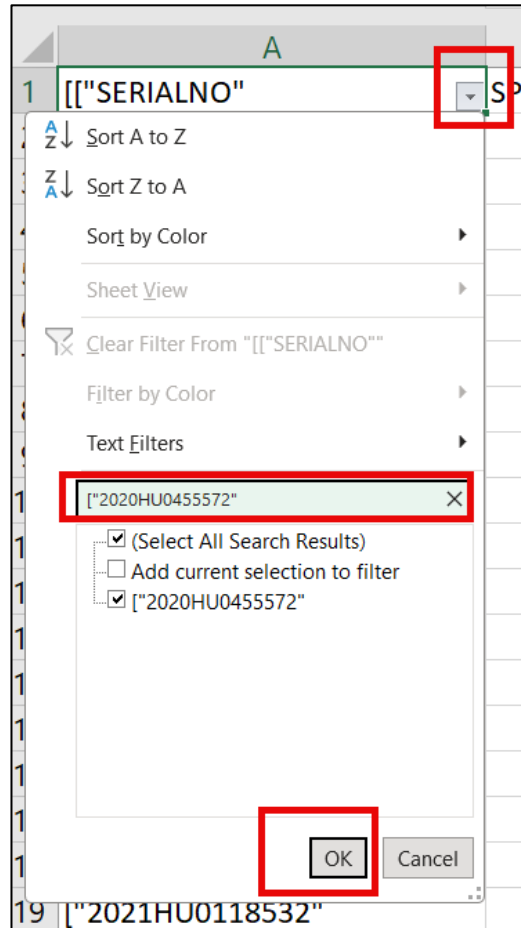 A
1 [["SERIALNO" SP
Sort A to Z
Sort Z to A
Sort by Color
Sheet View
Clear Filter From "[["SERIALNO""
Filter by Color
Text Filters
["2020HU0455572"
(Select All Search Results)
Add current selection to filter
["2020HU0455572"
OK Cancel
19 ["2021HU0118532"